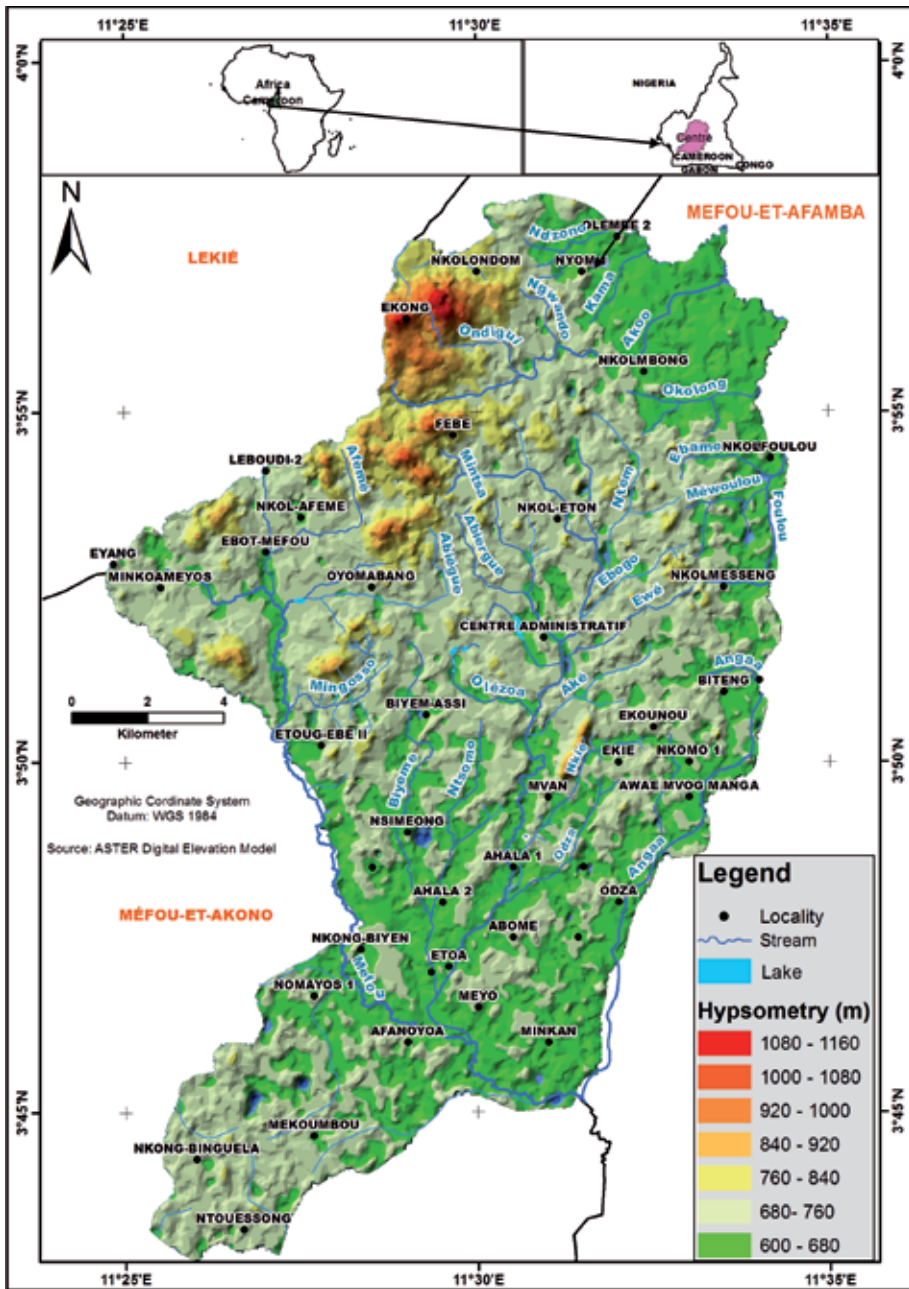 11°25'E 11°30'E 11°35'E
4°0'N 4°0'N
Africa
Cameroon
NIGERIA
Centre
CAMEROON
GABON
CONGO
N
LEKIÉ
MEFOU-ET-AFAMBA
Ndzono
OLEMBE 2
NKOLONDOM
Kama
Ngwando
EKONG
Ondigui
Akoo
NKOLMBONG
Okolong
3°55'N 3°55'N
FEBE
LEBOUDI-2
Afeme
Mintsa
Ntem
Ebame
NKOLFOULOU
Méwoulou
Foulou
NKOL-AFEME
NKOL-ETON
Abiergue
EBOT-MEFOU
Abiégue
EYANG
MINKOAMEYOS
OYOMABANG
Ebogo
NKOLMESSENG
Ewé
CENTRE ADMINISTRATIF
Mingosso
Olézoa
Aké
Angaa
BITENG
0 2 4
Kilometer
BIYEM-ASSI
EKOUNOU
ETOUG-EBE II
Nkié
EKIE
NKOMO 1
3°50'N 3°50'N
Biyeme
Ntsomo
MVAN
AWAE MVOG MANGA
Geographic Cordinate System
Datum: WGS 1984
NSIMEONG
Source: ASTER Digital Elevation Model
AHALA 1
Odza
Angaa
AHALA 2
ODZA
MÉFOU-ET-AKONO
ABOME
NKONG-BIYEN
ETOA
Mefou
NOMAYOS 1
MEYO
AFANOYOA
MINKAN
3°45'N 3°45'N
MEKOUMBOU
NKONG-BINGUELA
NTOUESSONG
Legend
Locality
Stream
Lake
Hypsometry (m)
1080 - 1160
1000 - 1080
920 - 1000
840 - 920
760 - 840
680- 760
600 - 680
11°25'E 11°30'E 11°35'E